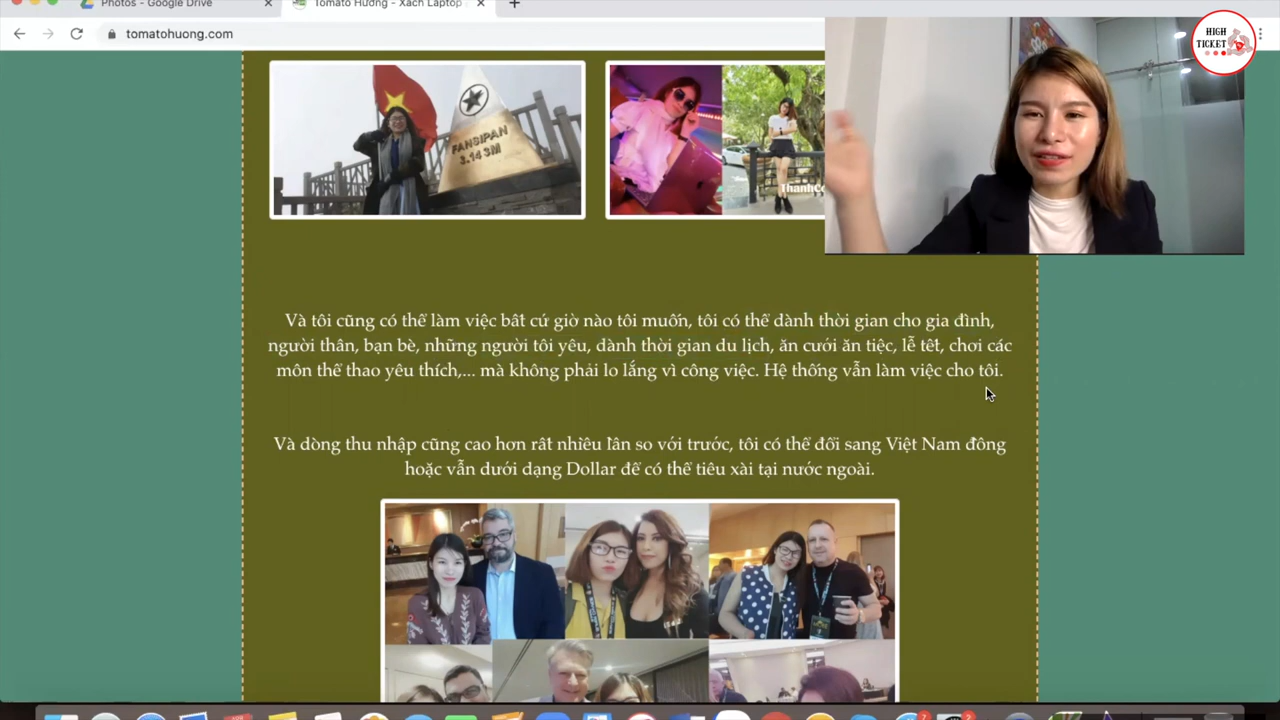 Photos - Google Drive
Tomato Hương - Xách Laptop
tomatohuong.com
HIGH
TICKET
FANSIPAN
3.143M
Và tôi cũng có thể làm việc bất cứ giờ nào tôi muốn, tôi có thể dành thời gian cho gia đình,
người thân, bạn bè, những người tôi yêu, dành thời gian du lịch, ăn cưới ăn tiệc, lễ tết, chơi các
môn thể thao yêu thích,... mà không phải lo lắng vì công việc. Hệ thống vẫn làm việc cho tôi.
Và dòng thu nhập cũng cao hơn rất nhiều lần so với trước, tôi có thể đổi sang Việt Nam đồng
hoặc vẫn dưới dạng Dollar để có thể tiêu xài tại nước ngoài.